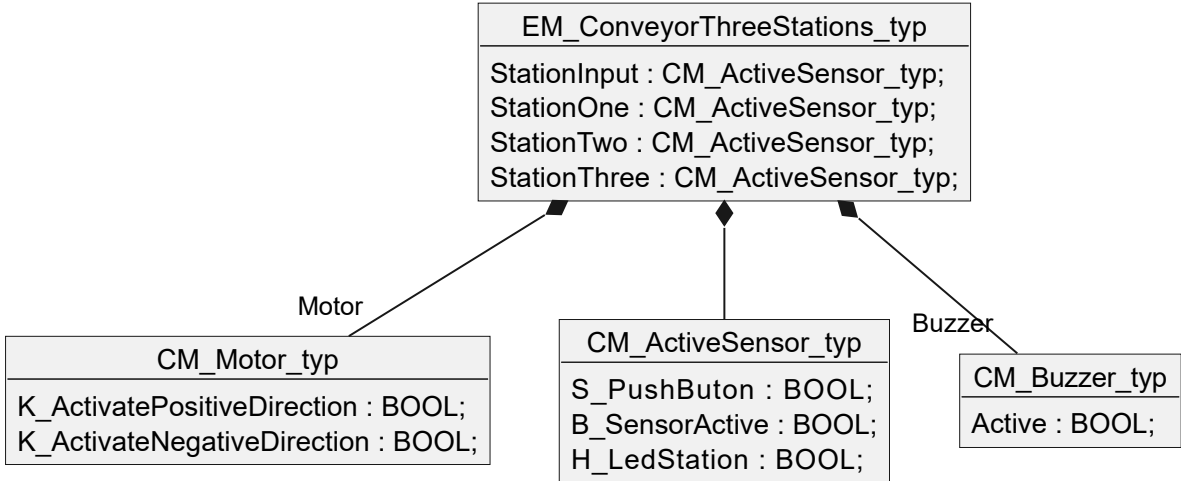 EM_ConveyorThreeStations_typ
StationInput : CM_ActiveSensor_typ;
StationOne : CM_ActiveSensor_typ;
StationTwo : CM_ActiveSensor_typ;
StationThree : CM_ActiveSensor_typ;
Motor
Buzzer
CM_Motor_typ
K_ActivatePositiveDirection : BOOL;
K_ActivateNegativeDirection : BOOL;
CM_ActiveSensor_typ
S_PushButon : BOOL;
B_SensorActive : BOOL;
H_LedStation : BOOL;
CM_Buzzer_typ
Active : BOOL;